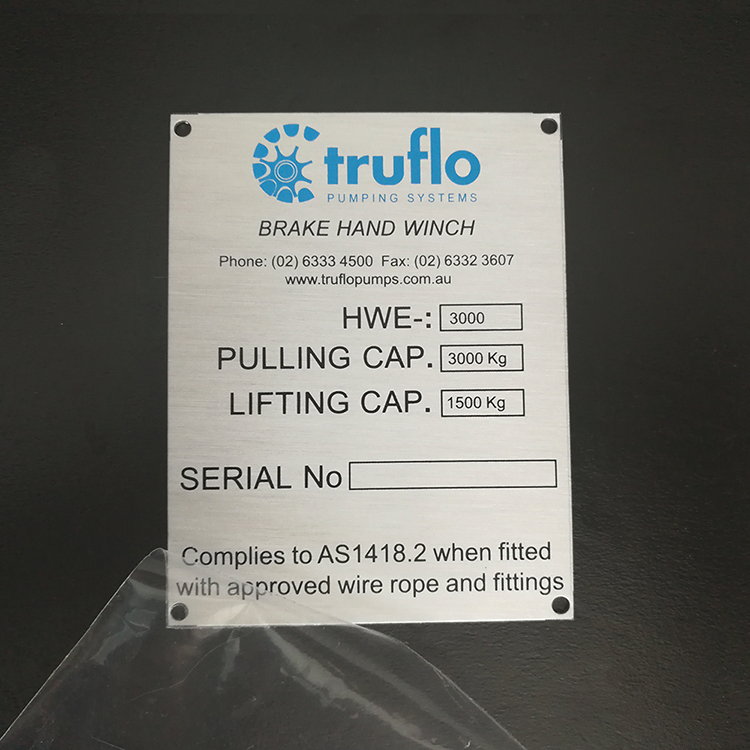 truflo
PUMPING SYSTEMS
BRAKE HAND WINCH
Phone: (02) 6333 4500 Fax: (02) 6332 3607
www.truflopumps.com.au
HWE-: 3000
PULLING CAP. 3000 Kg
LIFTING CAP. 1500 Kg
SERIAL No
Complies to AS1418.2 when fitted
with approved wire rope and fittings